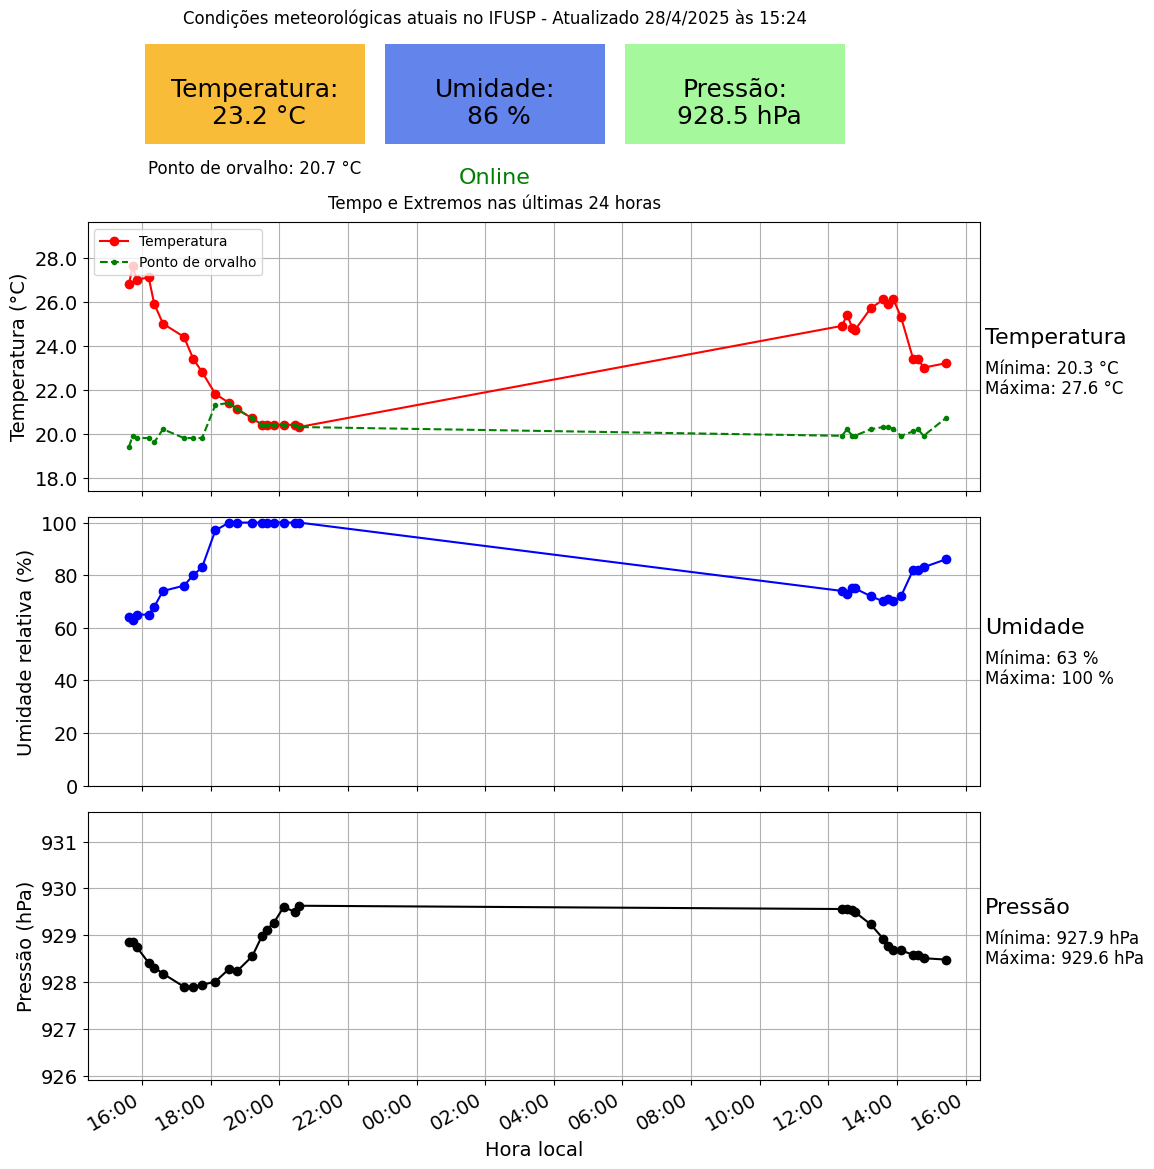 Condições meteorológicas atuais no IFUSP - Atualizado 28/4/2025 às 15:24
Temperatura:
23.2 °C
Umidade:
86 %
Pressão:
928.5 hPa
Ponto de orvalho: 20.7 °C
Online
Tempo e Extremos nas últimas 24 horas
Temperatura (°C)
28.0
26.0
24.0
22.0
20.0
18.0
Temperatura
Ponto de orvalho
Temperatura
Mínima: 20.3 °C
Máxima: 27.6 °C
Umidade relativa (%)
100
80
60
40
20
0
Umidade
Mínima: 63 %
Máxima: 100 %
Pressão (hPa)
931
930
929
928
927
926
Pressão
Mínima: 927.9 hPa
Máxima: 929.6 hPa
16:00 18:00 20:00 22:00 00:00 02:00 04:00 06:00 08:00 10:00 12:00 14:00 16:00
Hora local